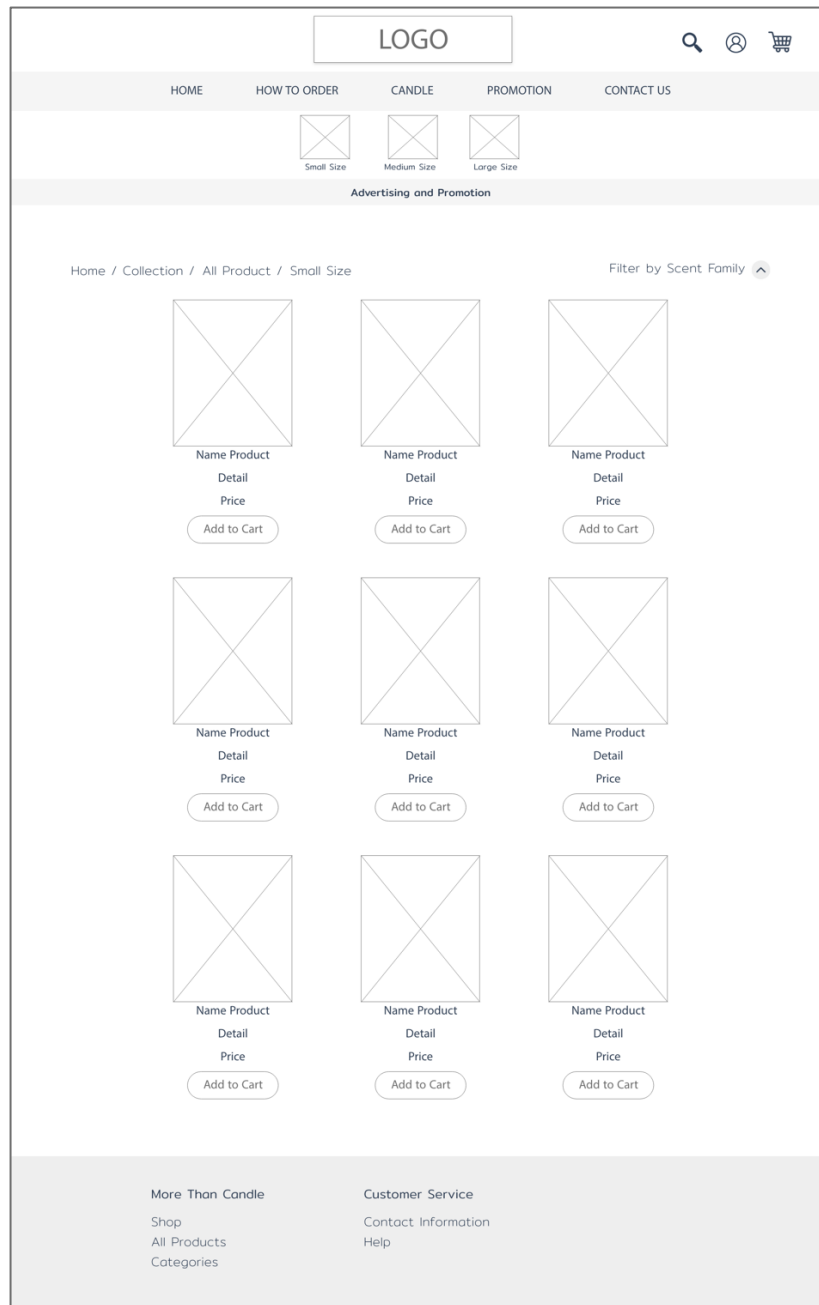 LOGO
HOME HOW TO ORDER CANDLE PROMOTION CONTACT US
Small Size Medium Size Large Size
Advertising and Promotion
Home / Collection / All Product / Small Size Filter by Scent Family
Name Product Name Product Name Product
Detail Detail Detail
Price Price Price
Add to Cart Add to Cart Add to Cart
Name Product Name Product Name Product
Detail Detail Detail
Price Price Price
Add to Cart Add to Cart Add to Cart
Name Product Name Product Name Product
Detail Detail Detail
Price Price Price
Add to Cart Add to Cart Add to Cart
More Than Candle Customer Service
Shop Contact Information
All Products Help
Categories